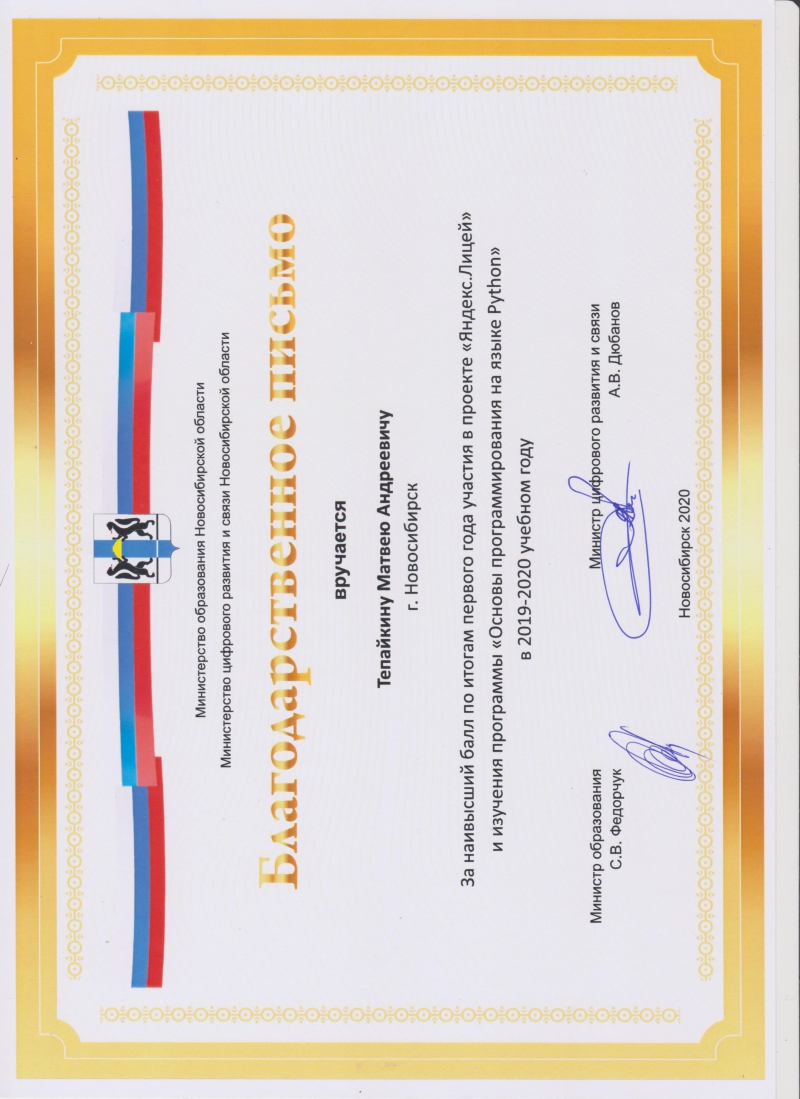 Министерство образования Новосибирской области
Министерство цифрового развития и связи Новосибирской области
Благодарственное письмо
вручается
Тепайкину Матвею Андреевичу
г. Новосибирск
За наивысший балл по итогам первого года участия в проекте «Яндекс.Лицей»
и изучения программы «Основы программирования на языке Python»
в 2019-2020 учебном году
Министр образования
С.В. Федорчук
Министр цифрового развития и связи
А.В. Дюбанов
Новосибирск 2020